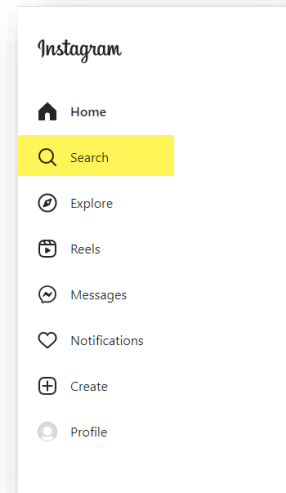 Instagram
Home
Search
Explore
Reels
Messages
Notifications
Create
Profile